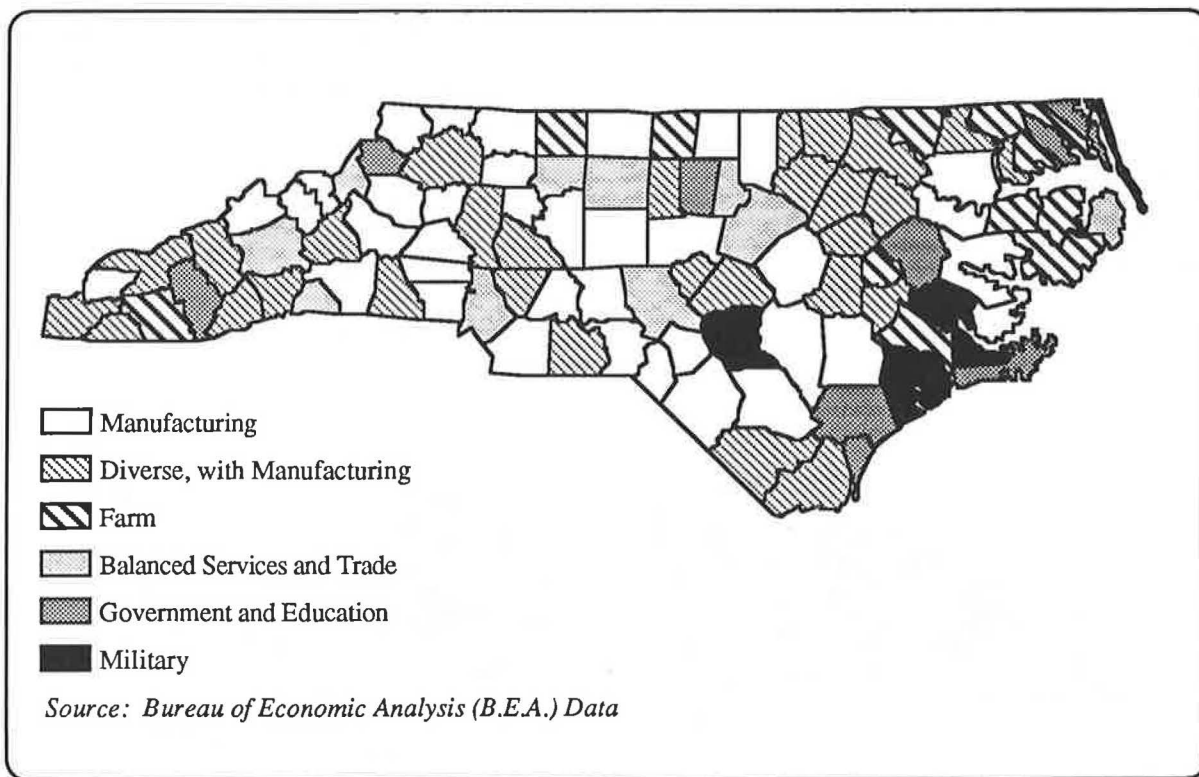 Manufacturing
Diverse, with Manufacturing
Farm
Balanced Services and Trade
Government and Education
Military
Source: Bureau of Economic Analysis (B.E.A.) Data